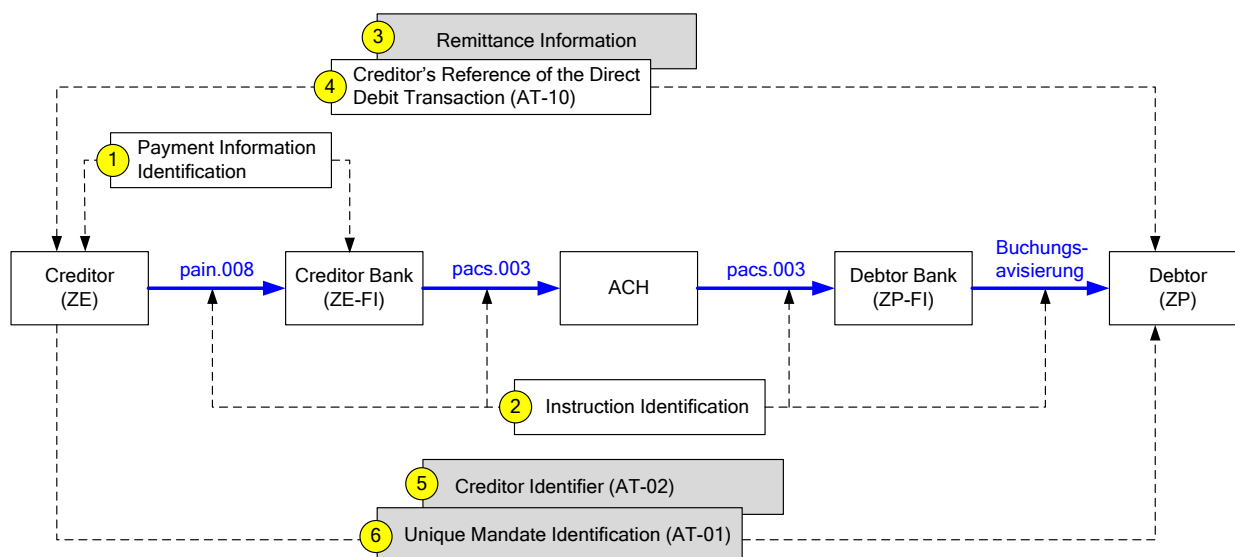 3
Remittance Information
4
Creditor's Reference of the Direct
Debit Transaction (AT-10)
1
Payment Information
Identification
Creditor
(ZE)
pain.008
Creditor Bank
(ZE-FI)
pacs.003
ACH
pacs.003
Debtor Bank
(ZP-FI)
Buchungs-
avisierung
Debtor
(ZP)
2
Instruction Identification
5
Creditor Identifier (AT-02)
6
Unique Mandate Identification (AT-01)